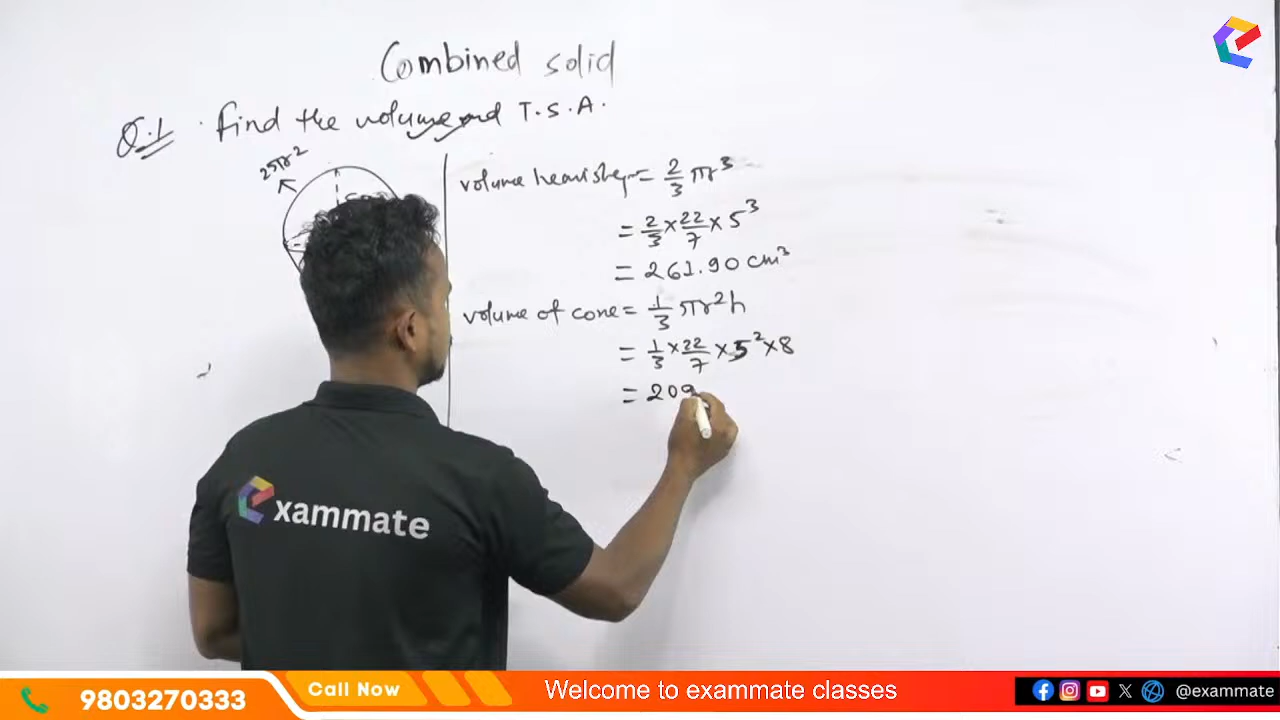 Combined solid
Q.1 . find the volume and T.S.A.
2πr²
volume = 2/3 πr³
= 2/3 × 22/7 × 5³
= 261.90 cm³
volume of cone = 1/3 πr²h
= 1/3 × 22/7 × 5² × 8
= 209
exammate
9803270333
Call Now
Welcome to exammate classes
@exammate